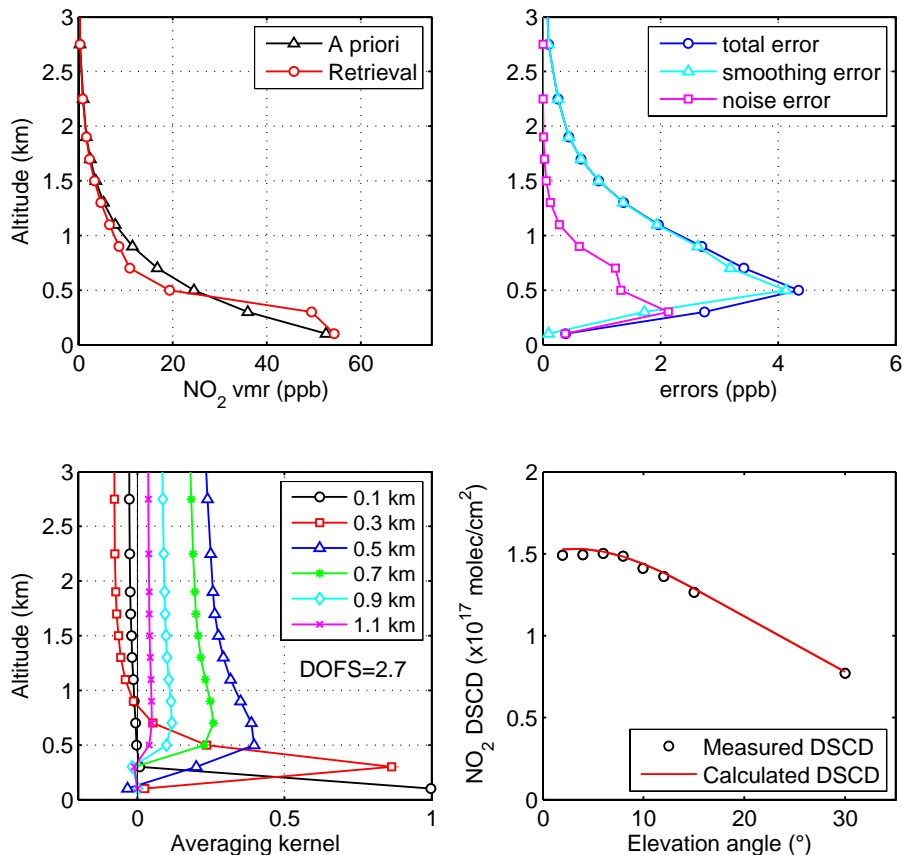 3
2.5
2
1.5
1
0.5
0
Altitude (km)
0 20 40 60
NO2 vmr (ppb)
A priori
Retrieval
3
2.5
2
1.5
1
0.5
0
0 2 4 6
errors (ppb)
total error
smoothing error
noise error
3
2.5
2
1.5
1
0.5
0
Altitude (km)
0 0.5 1
Averaging kernel
0.1 km
0.3 km
0.5 km
0.7 km
0.9 km
1.1 km
DOFS=2.7
2
1.5
1
0.5
0
NO2 DSCD (x10^17 molec/cm^2)
0 10 20 30
Elevation angle (°)
Measured DSCD
Calculated DSCD